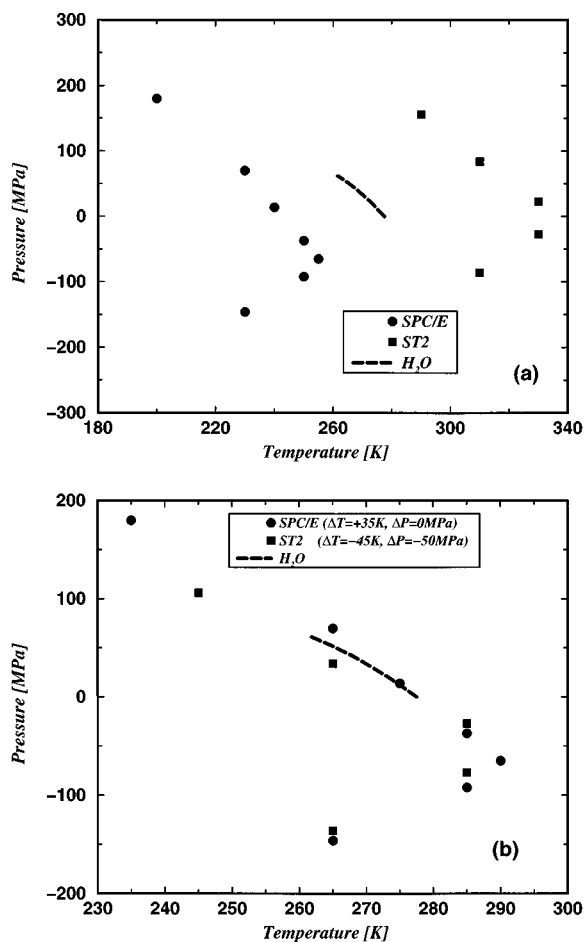 300
200
100
0
−100
−200
−300
Pressure [MPa]
SPC/E
ST2
H₂O
(a)
180
220
260
300
340
Temperature [K]
200
100
0
−100
−200
Pressure [MPa]
SPC/E (ΔT=+35K, ΔP=0MPa)
ST2 (ΔT=−45K, ΔP=−50MPa)
H₂O
(b)
230
240
250
260
270
280
290
300
Temperature [K]